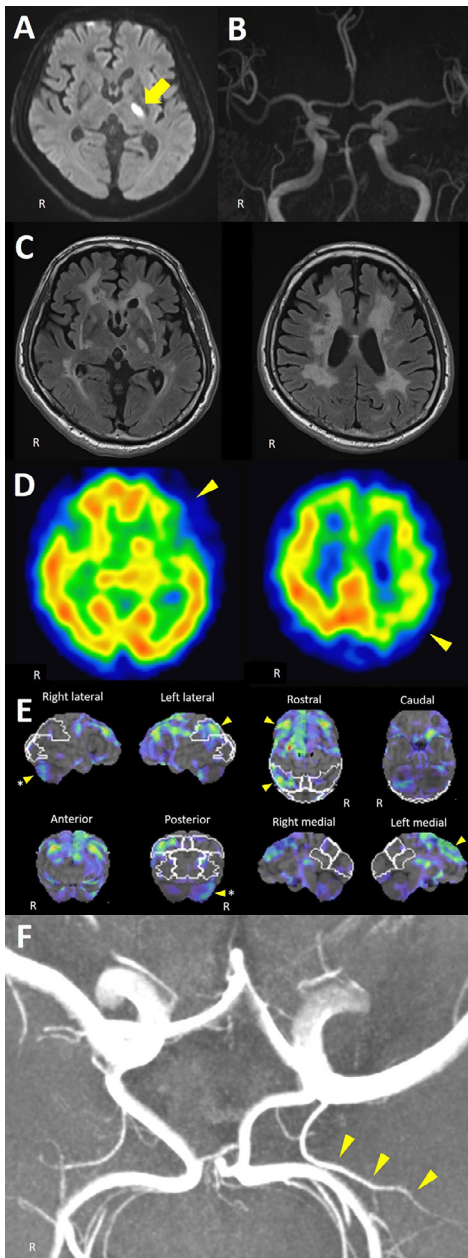 A
B
R
R
C
R
R
D
R
R
E
Right lateral
Left lateral
Rostral
Caudal
*
R
R
Anterior
Posterior
Right medial
Left medial
R
R
*
F
R